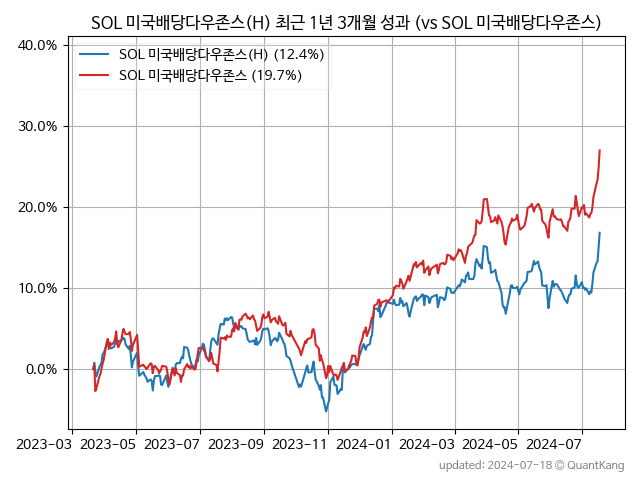 SOL 미국배당다우존스(H) 최근 1년 3개월 성과 (vs SOL 미국배당다우존스)
40.0%
SOL 미국배당다우존스(H) (12.4%)
SOL 미국배당다우존스 (19.7%)
30.0%
20.0%
10.0%
0.0%
2023-03 2023-05 2023-07 2023-09 2023-11 2024-01 2024-03 2024-05 2024-07
updated: 2024-07-18 © QuantKang